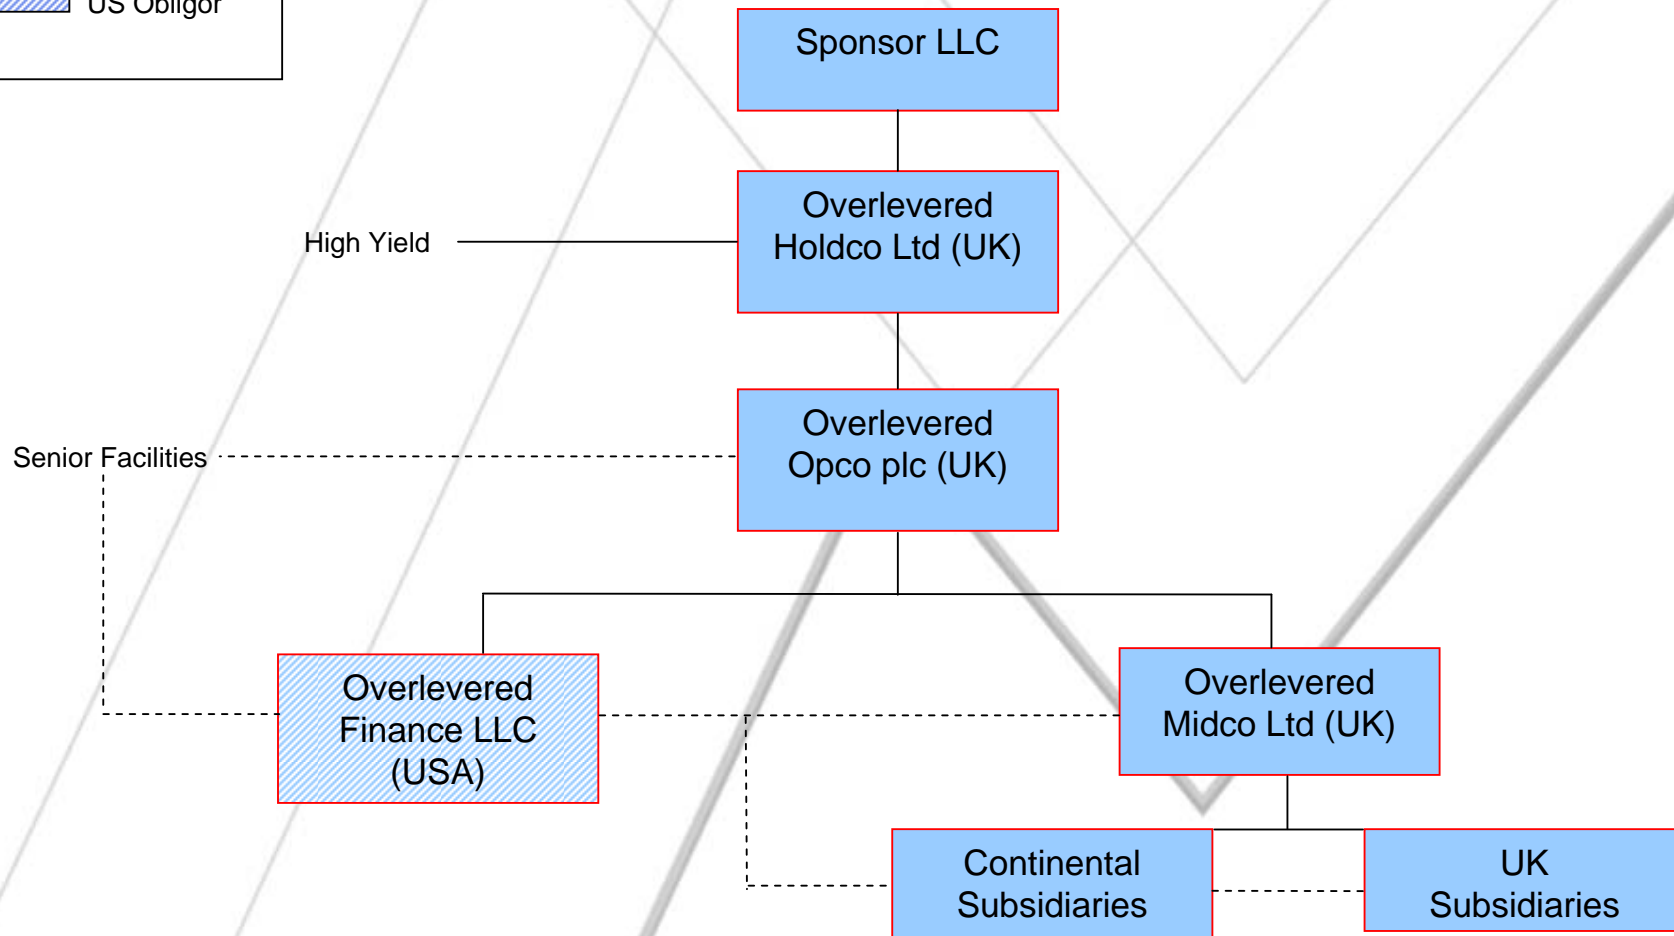 US Obligor
Sponsor LLC
Overlevered
Holdco Ltd (UK)
High Yield
Overlevered
Opco plc (UK)
Senior Facilities
Overlevered
Finance LLC
(USA)
Overlevered
Midco Ltd (UK)
Continental
Subsidiaries
UK
Subsidiaries